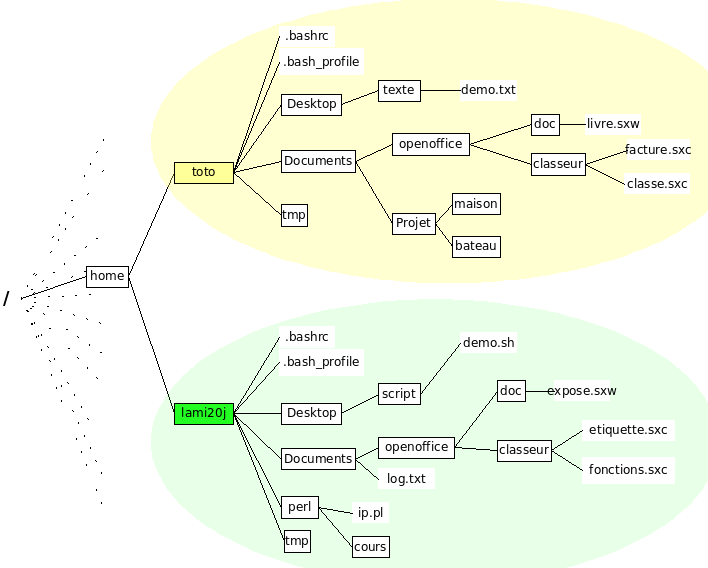 /
home
toto
.bashrc
.bash_profile
Desktop
texte
demo.txt
Documents
openoffice
doc
livre.sxw
classeur
facture.sxc
classe.sxc
Projet
maison
bateau
tmp
lami20j
.bashrc
.bash_profile
Desktop
script
demo.sh
Documents
openoffice
doc
expose.sxw
classeur
etiquette.sxc
fonctions.sxc
log.txt
perl
ip.pl
cours
tmp